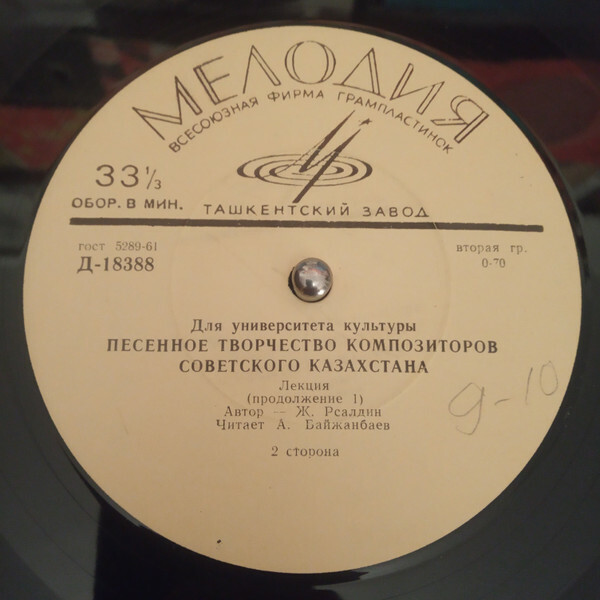 МЕЛОДИЯ
ВСЕСОЮЗНАЯ ФИРМА ГРАМПЛАСТИНОК
33⅓
ОБОР. В МИН.
ТАШКЕНТСКИЙ ЗАВОД
гост 5289-61
Д-18388
вторая гр.
0-70
Для университета культуры
ПЕСЕННОЕ ТВОРЧЕСТВО КОМПОЗИТОРОВ
СОВЕТСКОГО КАЗАХСТАНА
Лекция
(продолжение 1)
Автор — Ж. Рсалдин
Читает А. Байжанбаев
2 сторона
9-10